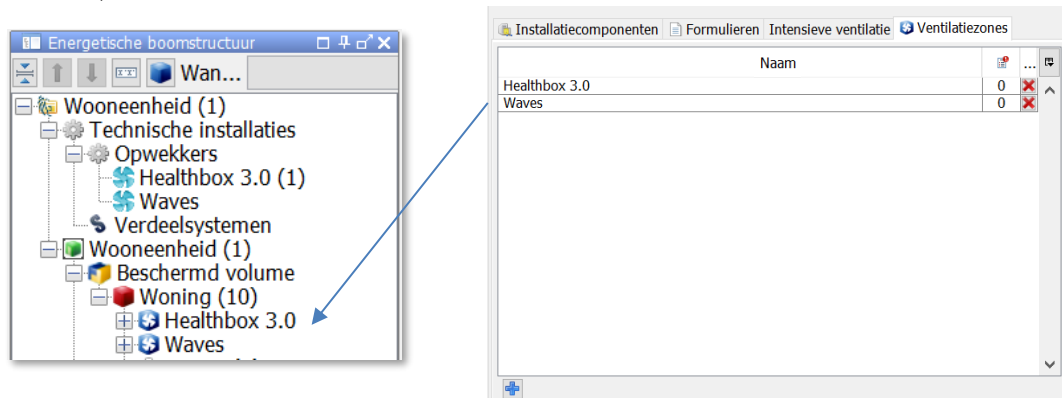 Energetische boomstructuur
Wan...
Wooneenheid (1)
Technische installaties
Opwekkers
Healthbox 3.0 (1)
Waves
Verdeelsystemen
Wooneenheid (1)
Beschermd volume
Woning (10)
Healthbox 3.0
Waves
Installatiecomponenten Formulieren Intensieve ventilatie Ventilatiezones
Naam ...
Healthbox 3.0 0
Waves 0